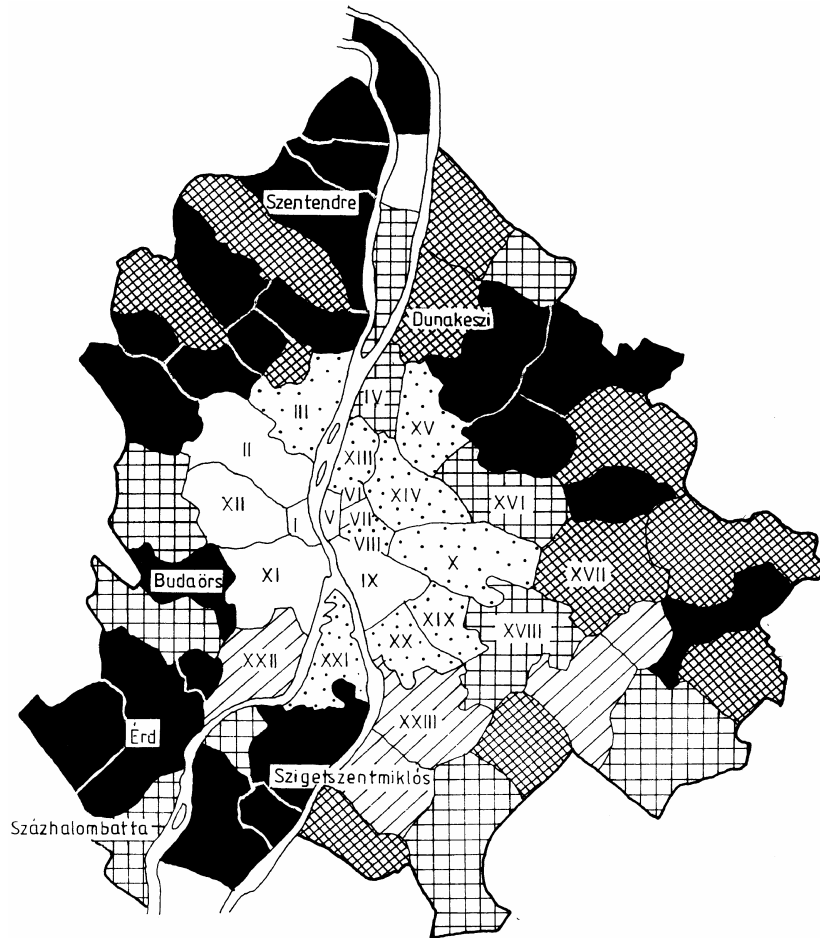 Szentendre
Dunakeszi
IV
III
XV
XIII
II
XIV
XVI
XII
VI
I
V
VII
VIII
X
Budaörs
XI
IX
XVII
XIX
XVIII
XX
XXII
XXI
XXIII
Érd
Szigetszentmiklós
Százhalombatta